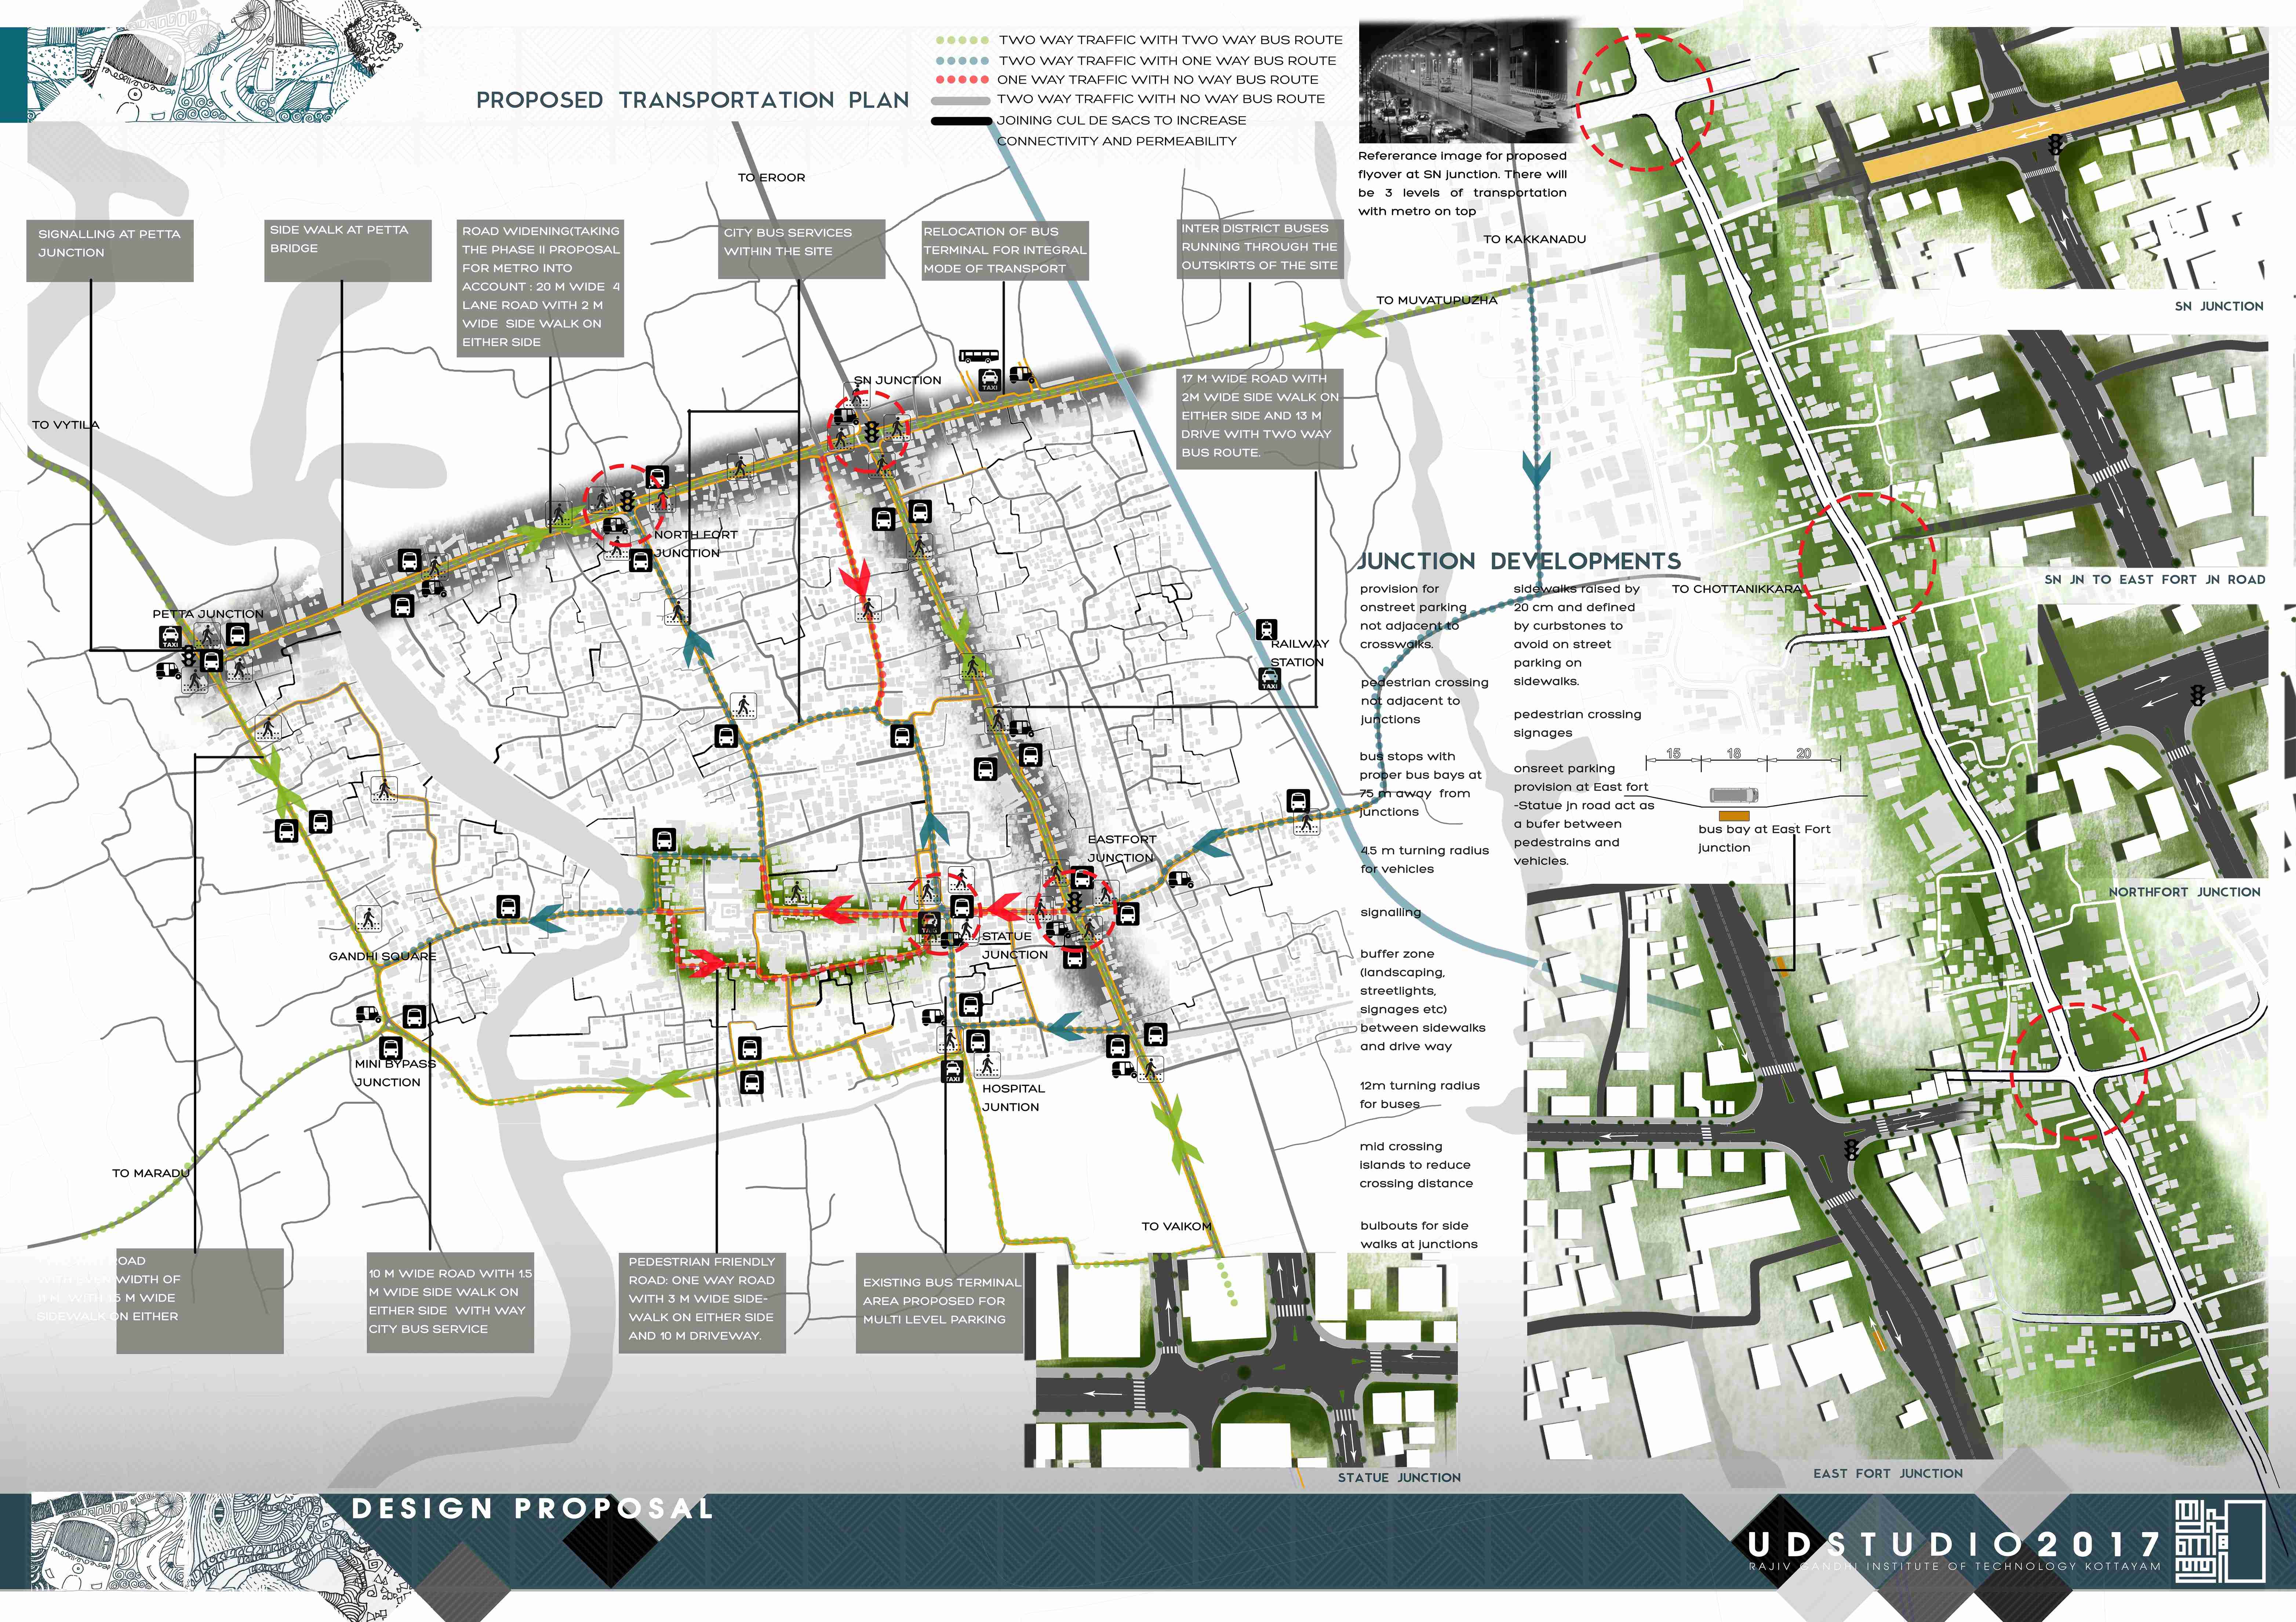 PROPOSED TRANSPORTATION PLAN
TWO WAY TRAFFIC WITH TWO WAY BUS ROUTE
TWO WAY TRAFFIC WITH ONE WAY BUS ROUTE
ONE WAY TRAFFIC WITH NO WAY BUS ROUTE
TWO WAY TRAFFIC WITH NO WAY BUS ROUTE
JOINING CUL DE SACS TO INCREASE
CONNECTIVITY AND PERMEABILITY
Refererance image for proposed
flyover at SN junction. There will
be 3 levels of transportation
with metro on top
SIGNALLING AT PETTA
JUNCTION
SIDE WALK AT PETTA
BRIDGE
ROAD WIDENING(TAKING
THE PHASE II PROPOSAL
FOR METRO INTO
ACCOUNT : 20 M WIDE 4
LANE ROAD WITH 2 M
WIDE SIDE WALK ON
EITHER SIDE
CITY BUS SERVICES
WITHIN THE SITE
RELOCATION OF BUS
TERMINAL FOR INTEGRAL
MODE OF TRANSPORT
INTER DISTRICT BUSES
RUNNING THROUGH THE
OUTSKIRTS OF THE SITE
17 M WIDE ROAD WITH
2M WIDE SIDE WALK ON
EITHER SIDE AND 13 M
DRIVE WITH TWO WAY
BUS ROUTE.
TO EROOR
TO KAKKANADU
TO MUVATUPUZHA
TO VYTILA
SN JUNCTION
TAXI
NORTH FORT
JUNCTION
PETTA JUNCTION
TAXI
RAILWAY
STATION
TAXI
TO CHOTTANIKKARA
EASTFORT
JUNCTION
STATUE
JUNCTION
TAXI
GANDHI SQUARE
MINI BYPASS
JUNCTION
TAXI
HOSPITAL
JUNTION
TO MARADU
TO VAIKOM
ROAD
WIDTH OF
M WIDE
SIDEWALK ON EITHER
10 M WIDE ROAD WITH 1.5
M WIDE SIDE WALK ON
EITHER SIDE WITH WAY
CITY BUS SERVICE
PEDESTRIAN FRIENDLY
ROAD: ONE WAY ROAD
WITH 3 M WIDE SIDE-
WALK ON EITHER SIDE
AND 10 M DRIVEWAY.
EXISTING BUS TERMINAL
AREA PROPOSED FOR
MULTI LEVEL PARKING
JUNCTION DEVELOPMENTS
provision for
onstreet parking
not adjacent to
crosswalks.
pedestrian crossing
not adjacent to
junctions
bus stops with
proper bus bays at
75 m away from
junctions
4.5 m turning radius
for vehicles
signalling
buffer zone
(landscaping,
streetlights,
signages etc)
between sidewalks
and drive way
12m turning radius
for buses
mid crossing
islands to reduce
crossing distance
bulbouts for side
walks at junctions
sidewalks raised by
20 cm and defined
by curbstones to
avoid on street
parking on
sidewalks.
pedestrian crossing
signages
onsreet parking
provision at East fort
-Statue jn road act as
a bufer between
pedestrains and
vehicles.
15 18 20
bus bay at East Fort
junction
SN JUNCTION
SN JN TO EAST FORT JN ROAD
NORTHFORT JUNCTION
EAST FORT JUNCTION
STATUE JUNCTION
DESIGN PROPOSAL
UDSTUDIO2017
RAJIV GANDHI INSTITUTE OF TECHNOLOGY KOTTAYAM